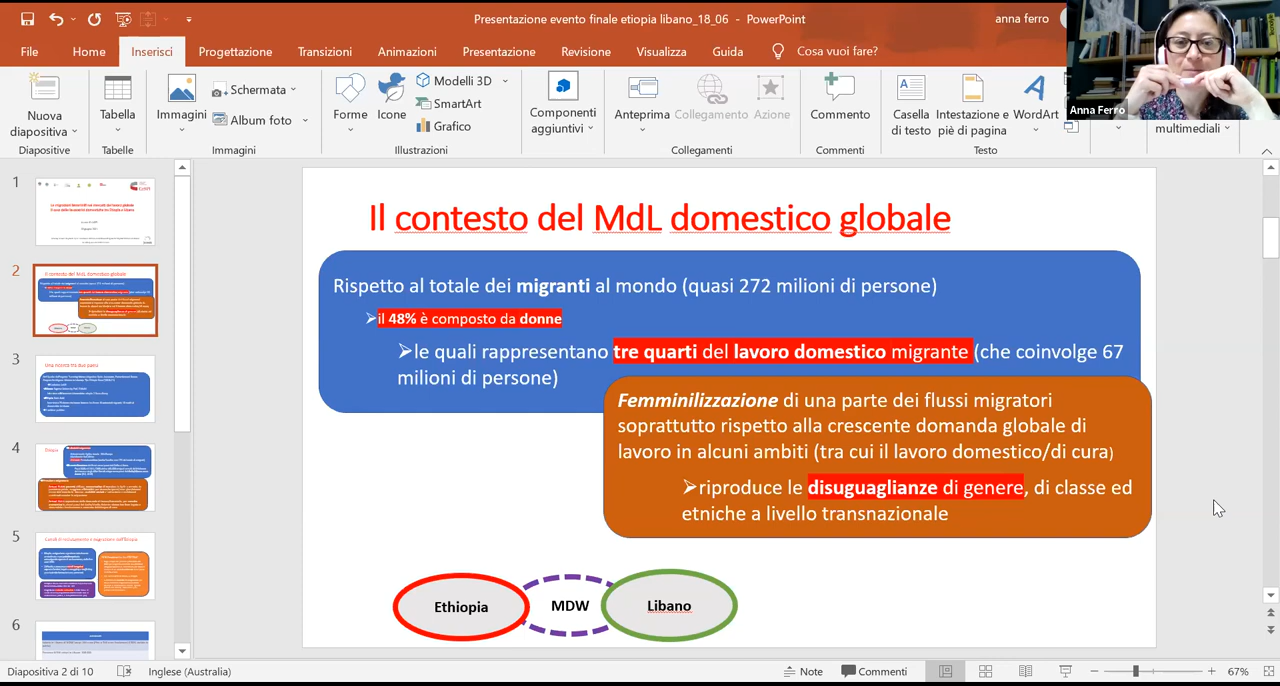 Presentazione evento finale etiopia libano_18_06 - PowerPoint
anna ferro
File Home Inserisci Progettazione Transizioni Animazioni Presentazione Revisione Visualizza Guida Cosa vuoi fare?
Nuova diapositiva
Tabella
Immagini
Schermata
Album foto
Forme
Icone
Modelli 3D
SmartArt
Grafico
Componenti aggiuntivi
Anteprima
Collegamento
Azione
Commento
Casella di testo
Intestazione e piè di pagina
WordArt
multimediali
Diapositive
Tabelle
Immagini
Illustrazioni
Collegamenti
Commenti
Testo
Anna Ferro
1
2
3
4
5
6
Il contesto del MdL domestico globale
Rispetto al totale dei migranti al mondo (quasi 272 milioni di persone)
il 48% è composto da donne
le quali rappresentano tre quarti del lavoro domestico migrante (che coinvolge 67
milioni di persone)
Femminilizzazione di una parte dei flussi migratori
soprattutto rispetto alla crescente domanda globale di
lavoro in alcuni ambiti (tra cui il lavoro domestico/di cura)
riproduce le disuguaglianze di genere, di classe ed
etniche a livello transnazionale
Ethiopia
MDW
Libano
Diapositiva 2 di 10
Inglese (Australia)
Note
Commenti
67%